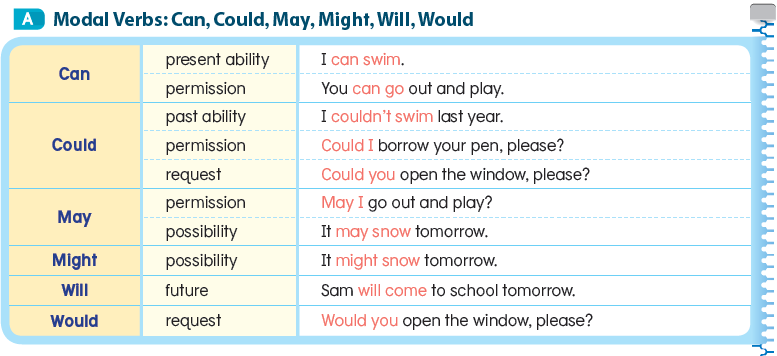 A Modal Verbs: Can, Could, May, Might, Will, Would
Can
present ability I can swim.
permission You can go out and play.
Could
past ability I couldn't swim last year.
permission Could I borrow your pen, please?
request Could you open the window, please?
May
permission May I go out and play?
possibility It may snow tomorrow.
Might possibility It might snow tomorrow.
Will future Sam will come to school tomorrow.
Would request Would you open the window, please?